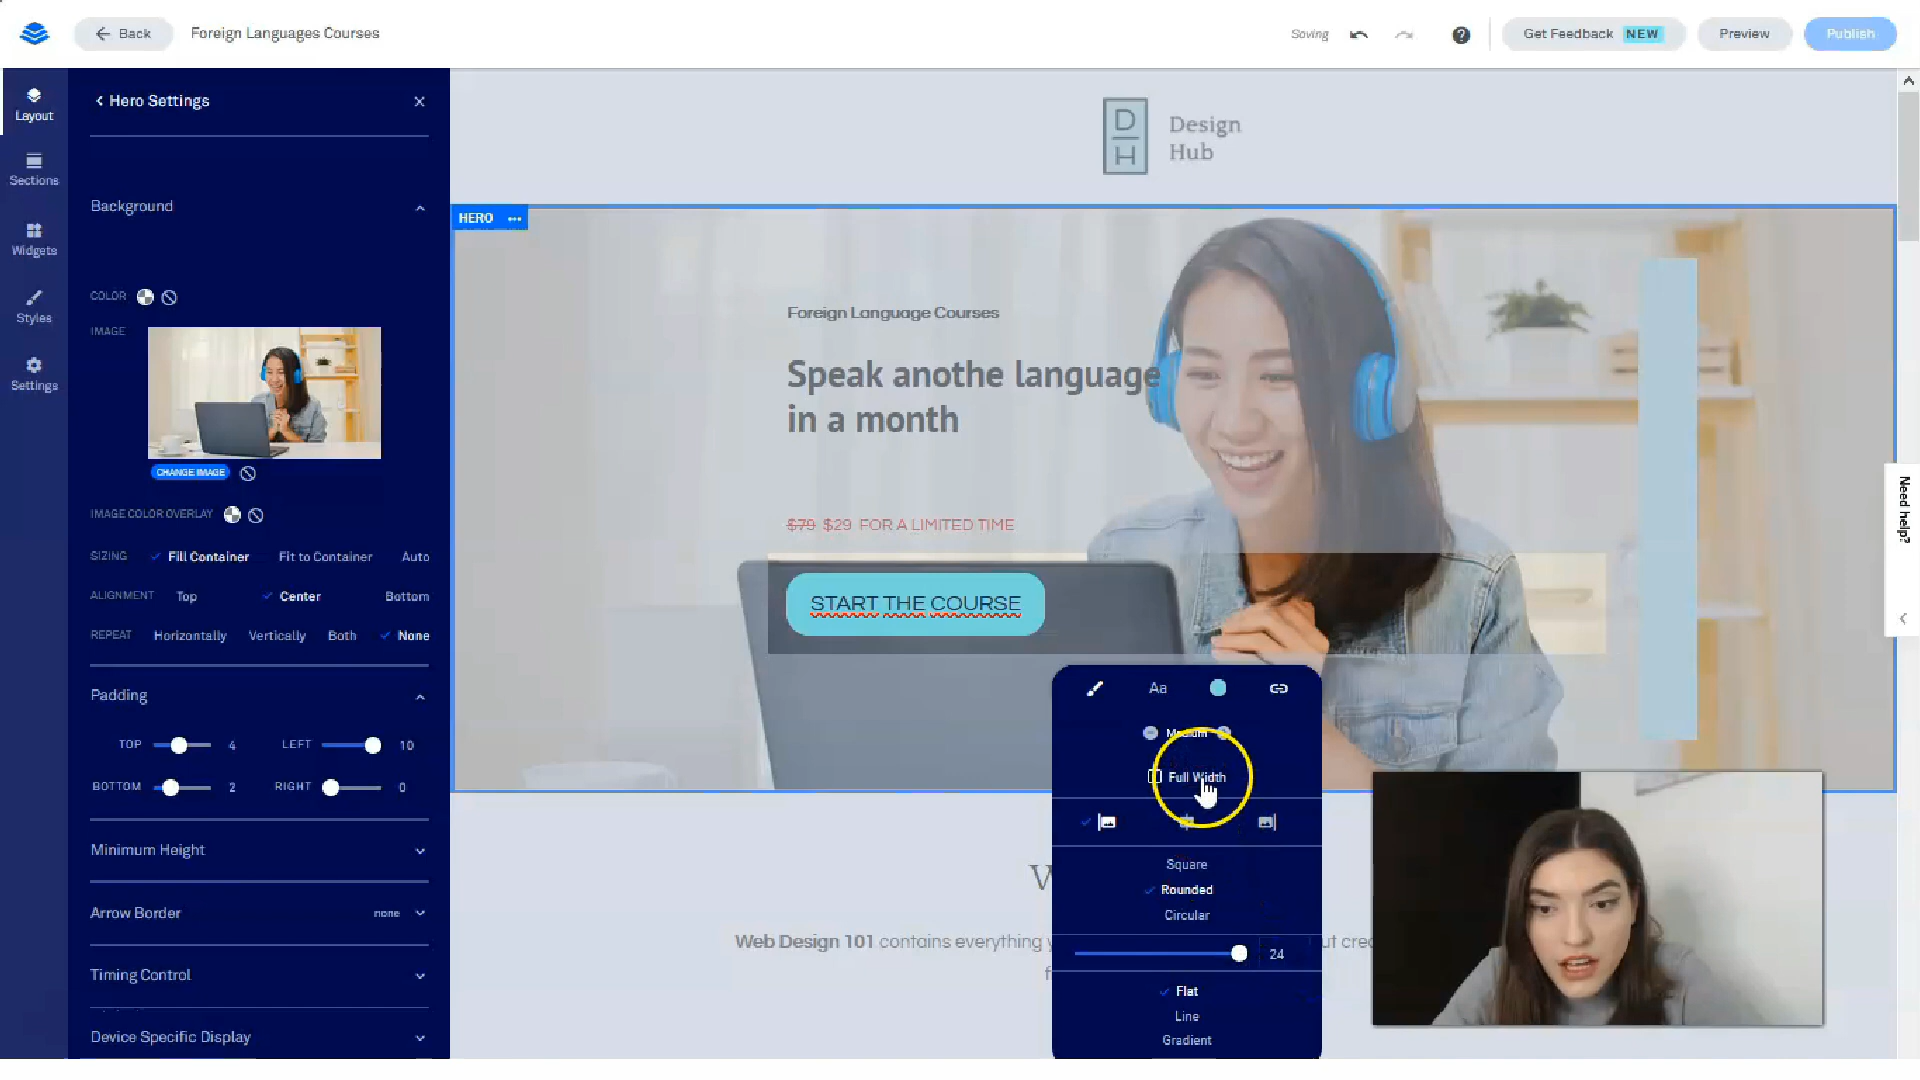 Back
Foreign Languages Courses
Saving
Get Feedback NEW
Preview
Publish
Layout
Sections
Widgets
Styles
Settings
Hero Settings
Background
COLOR
IMAGE
CHANGE IMAGE
IMAGE COLOR OVERLAY
SIZING Fill Container Fit to Container Auto
ALIGNMENT Top Center Bottom
REPEAT Horizontally Vertically Both None
Padding
TOP 4 LEFT 10
BOTTOM 2 RIGHT 0
Minimum Height
Arrow Border none
Timing Control
Device Specific Display
D
H
Design
Hub
HERO
Foreign Language Courses
Speak anothe language
in a month
$79 $29 FOR A LIMITED TIME
START THE COURSE
Aa
Medium
Full Width
Square
Rounded
Circular
24
Flat
Line
Gradient
Web Design 101 contains everything
Need help?